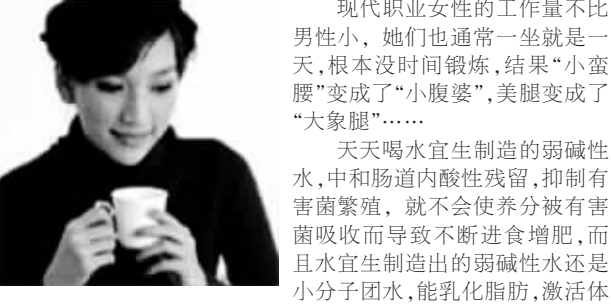 现代职业女性的工作量不比
男性小，她们也通常一坐就是一
天,根本没时间锻炼,结果“小蛮
腰”变成了“小腹婆”,美腿变成了
“大象腿”……
天天喝水宜生制造的弱碱性
水,中和肠道内酸性残留,抑制有
害菌繁殖，就不会使养分被有害
菌吸收而导致不断进食增肥,而
且水宜生制造出的弱碱性水还是
小分子团水,能乳化脂肪,激活体